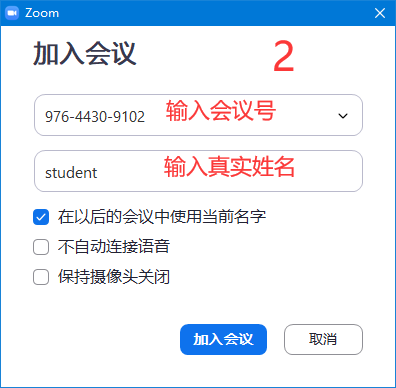 Zoom
加入会议 2
976-4430-9102 输入会议号
student 输入真实姓名
在以后的会议中使用当前名字
不自动连接语音
保持摄像头关闭
加入会议 取消